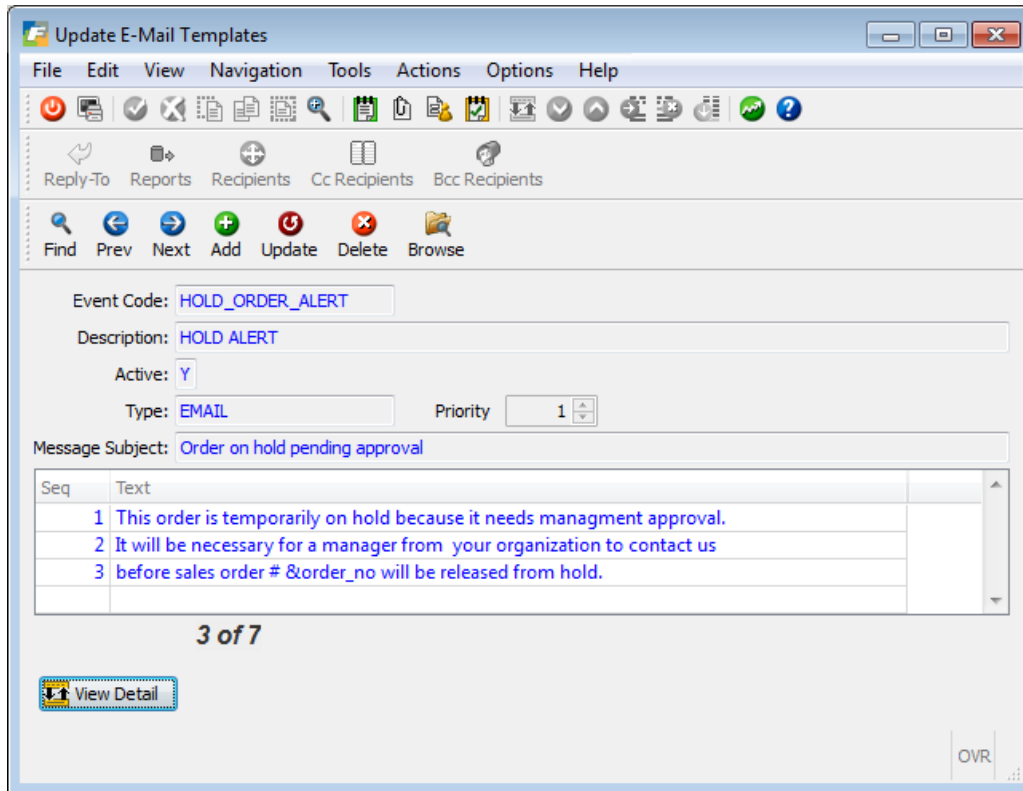 Update E-Mail Templates
File Edit View Navigation Tools Actions Options Help
Reply-To Reports Recipients Cc Recipients Bcc Recipients
Find Prev Next Add Update Delete Browse
Event Code: HOLD_ORDER_ALERT
Description: HOLD ALERT
Active: Y
Type: EMAIL Priority 1
Message Subject: Order on hold pending approval
Seq Text
1 This order is temporarily on hold because it needs managment approval.
2 It will be necessary for a manager from  your organization to contact us
3 before sales order # &order_no will be released from hold.
3 of 7
View Detail
OVR